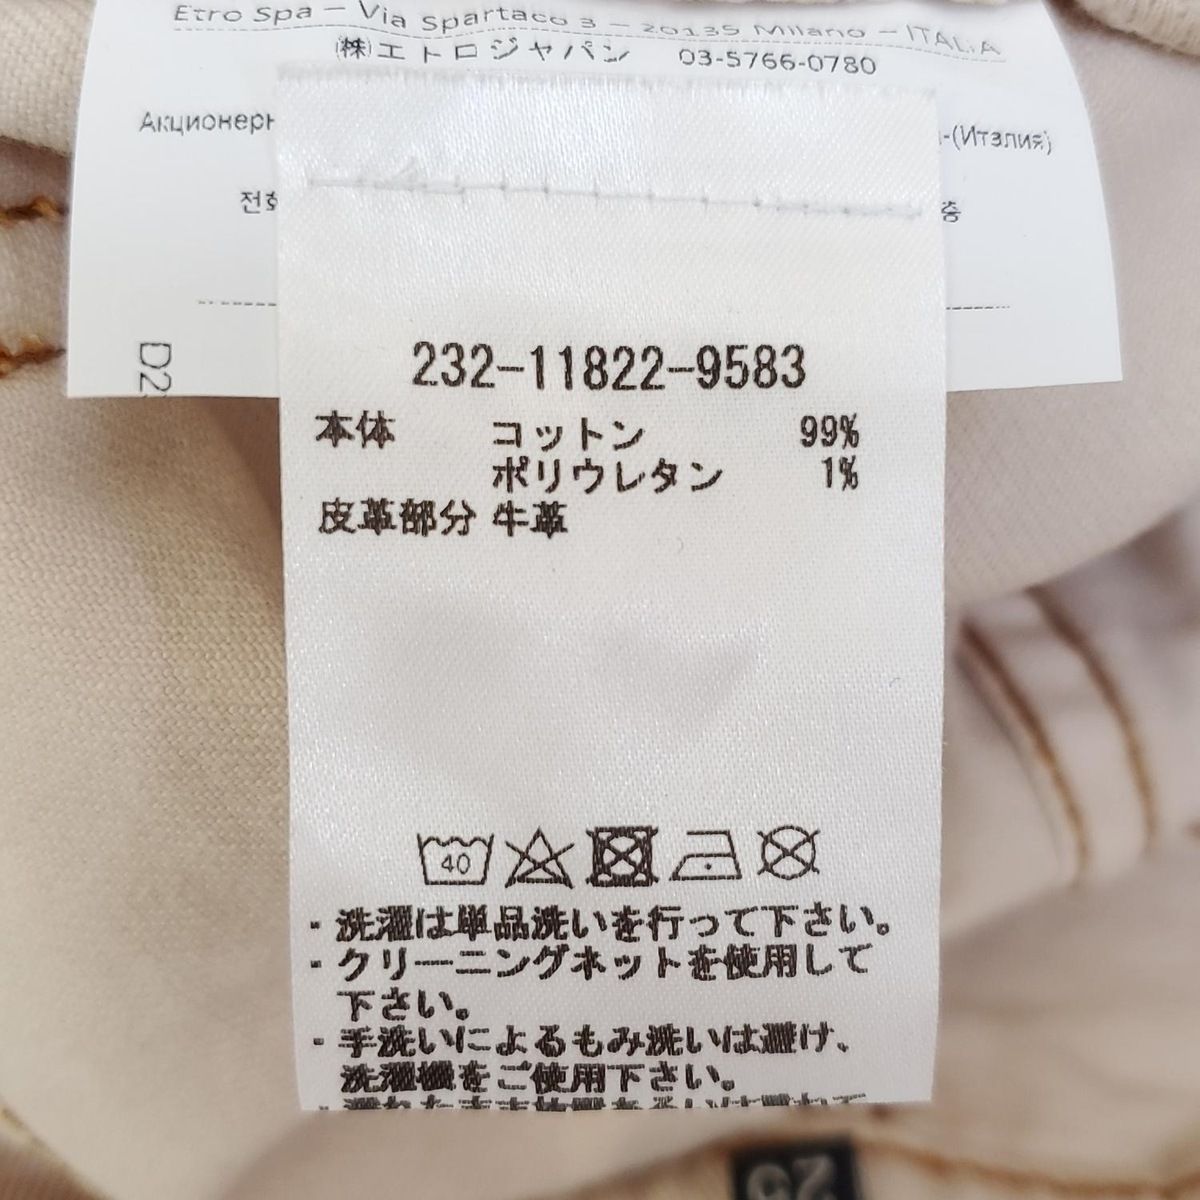 Etro Spa – Via Spartaco 3 – 20135 Milano – ITALIA
㈱エトロジャパン 03-5766-0780
-(Италия)
D2
232-11822-9583
本体 コットン 99%
ポリウレタン 1%
皮革部分 牛革
40
・洗濯は単品洗いを行って下さい。
・クリーニングネットを使用して
下さい。
・手洗いによるもみ洗いは避け、
洗濯機をご使用下さい。